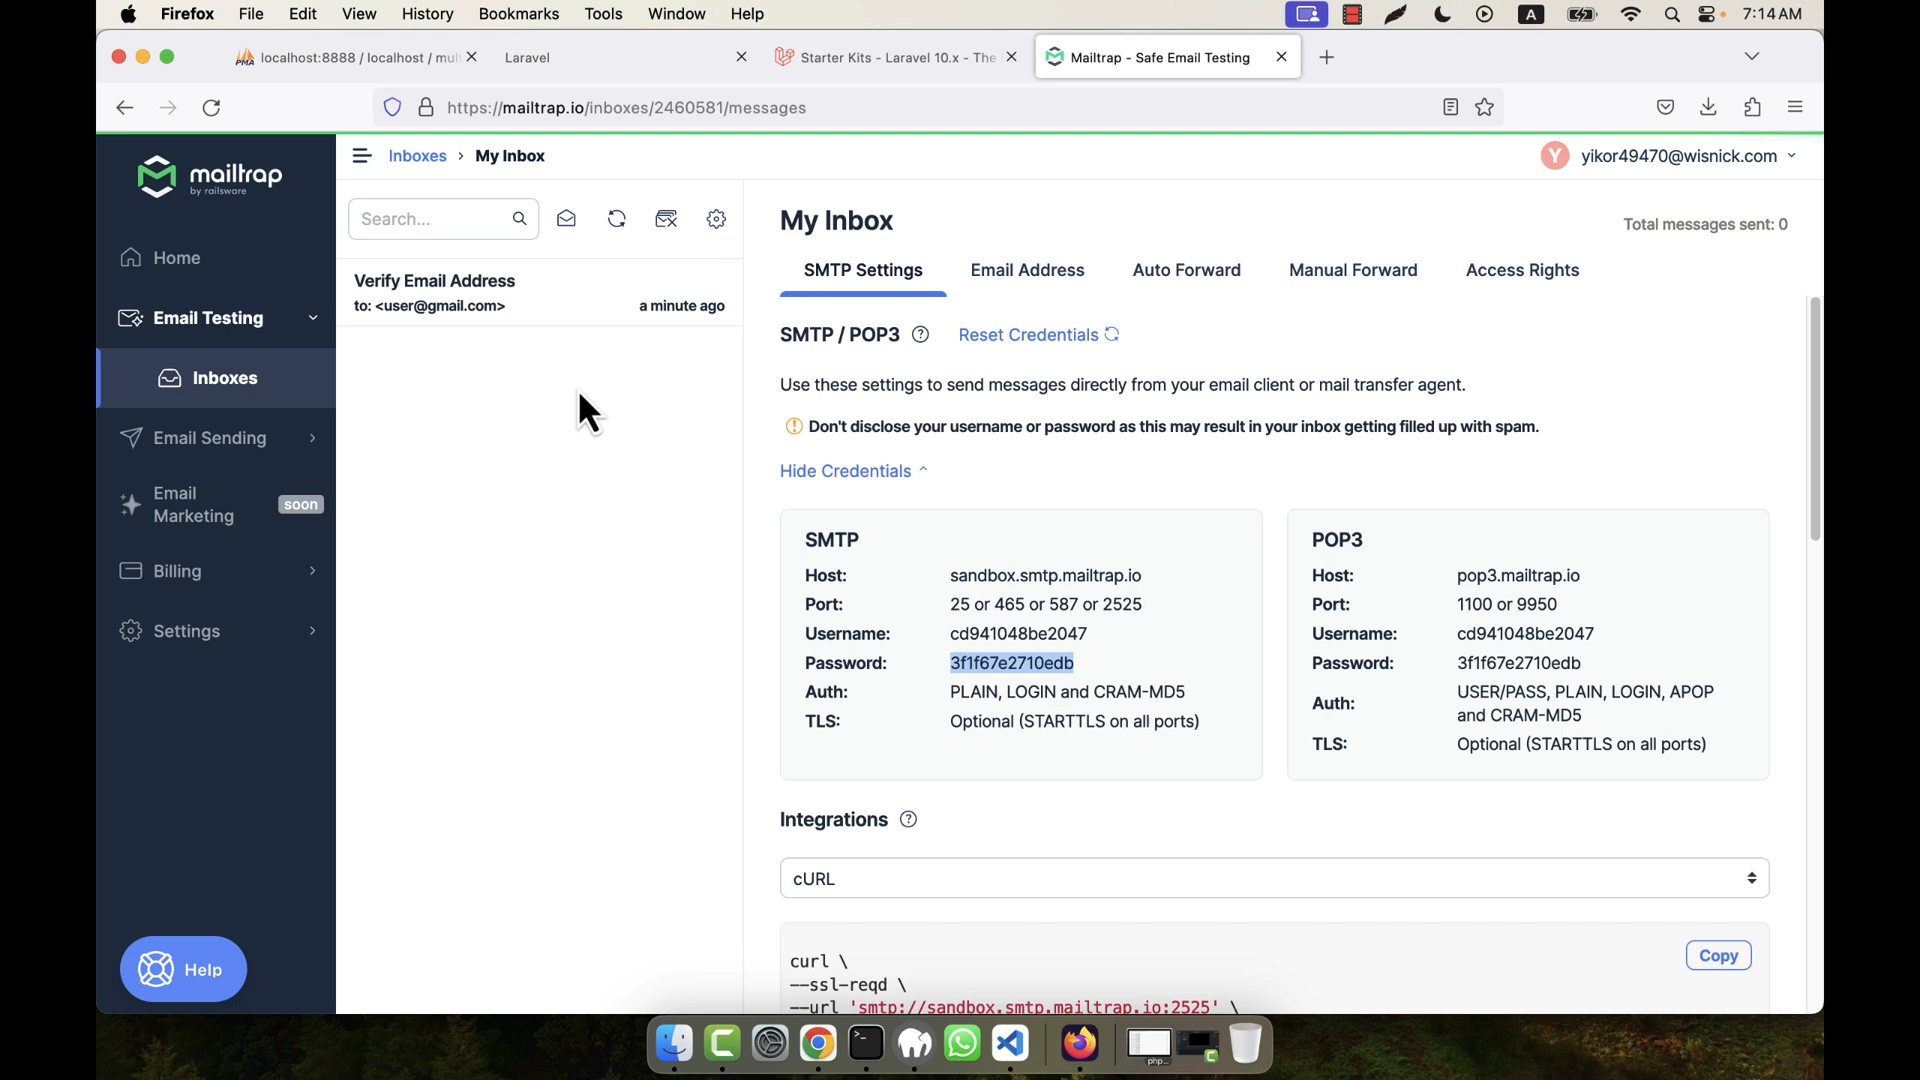 Firefox File Edit View History Bookmarks Tools Window Help
A 7:14 AM
PMA localhost:8888 / localhost / mul
Laravel
Starter Kits - Laravel 10.x - The
Mailtrap - Safe Email Testing
https://mailtrap.io/inboxes/2460581/messages
mailtrap
by railsware
Inboxes › My Inbox
Y yikor49470@wisnick.com
Home
Email Testing
Inboxes
Email Sending
Email
Marketing
soon
Billing
Settings
Help
Search...
Verify Email Address
to: <user@gmail.com> a minute ago
My Inbox
Total messages sent: 0
SMTP Settings Email Address Auto Forward Manual Forward Access Rights
SMTP / POP3 ? Reset Credentials
Use these settings to send messages directly from your email client or mail transfer agent.
Don't disclose your username or password as this may result in your inbox getting filled up with spam.
Hide Credentials
SMTP
Host: sandbox.smtp.mailtrap.io
Port: 25 or 465 or 587 or 2525
Username: cd941048be2047
Password: 3f1f67e2710edb
Auth: PLAIN, LOGIN and CRAM-MD5
TLS: Optional (STARTTLS on all ports)
POP3
Host: pop3.mailtrap.io
Port: 1100 or 9950
Username: cd941048be2047
Password: 3f1f67e2710edb
Auth: USER/PASS, PLAIN, LOGIN, APOP
and CRAM-MD5
TLS: Optional (STARTTLS on all ports)
Integrations ?
cURL
Copy
curl \
--ssl-reqd \
--url 'smtp://sandbox.smtp.mailtrap.io:2525' \
php...